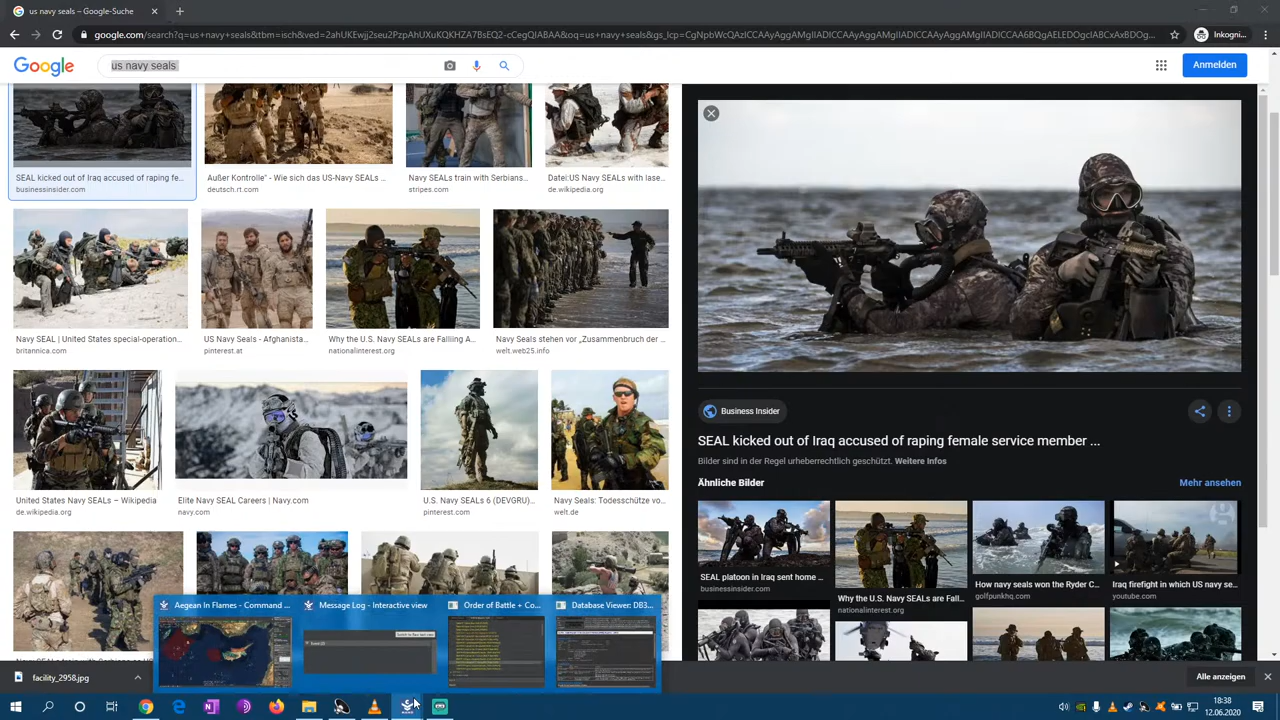 us navy seals – Google-Suche
google.com/search?q=us+navy+seals&tbm=isch&ved=
Inkogni...
Google
us navy seals
Anmelden
SEAL kicked out of Iraq accused of raping fe...
businessinsider.com
Außer Kontrolle" - Wie sich das US-Navy SEALs ...
deutsch.rt.com
Navy SEALs train with Serbians...
stripes.com
Datei:US Navy SEALs with lase...
de.wikipedia.org
Navy SEAL | United States special-operation...
britannica.com
US Navy Seals - Afghanista...
pinterest.at
Why the U.S. Navy SEALs are Falliing A...
nationalinterest.org
Navy Seals stehen vor „Zusammenbruch der ...
welt.web25.info
United States Navy SEALs – Wikipedia
de.wikipedia.org
Elite Navy SEAL Careers | Navy.com
navy.com
U.S. Navy SEALS 6 (DEVGRU)...
pinterest.com
Navy Seals: Todesschütze vo...
welt.de
Business Insider
SEAL kicked out of Iraq accused of raping female service member ...
Bilder sind in der Regel urheberrechtlich geschützt. Weitere Infos
Ähnliche Bilder
Mehr ansehen
SEAL platoon in Iraq sent home ...
businessinsider.com
Why the U.S. Navy SEALs are Fall...
nationalinterest.org
How navy seals won the Ryder C...
golfpunkhq.com
Iraq firefight in which US navy se...
youtube.com
Aegean In Flames - Command ...
Message Log - Interactive view
Order of Battle + Co...
Database Viewer: DB3...
Alle anzeigen
18:38
12.06.2020